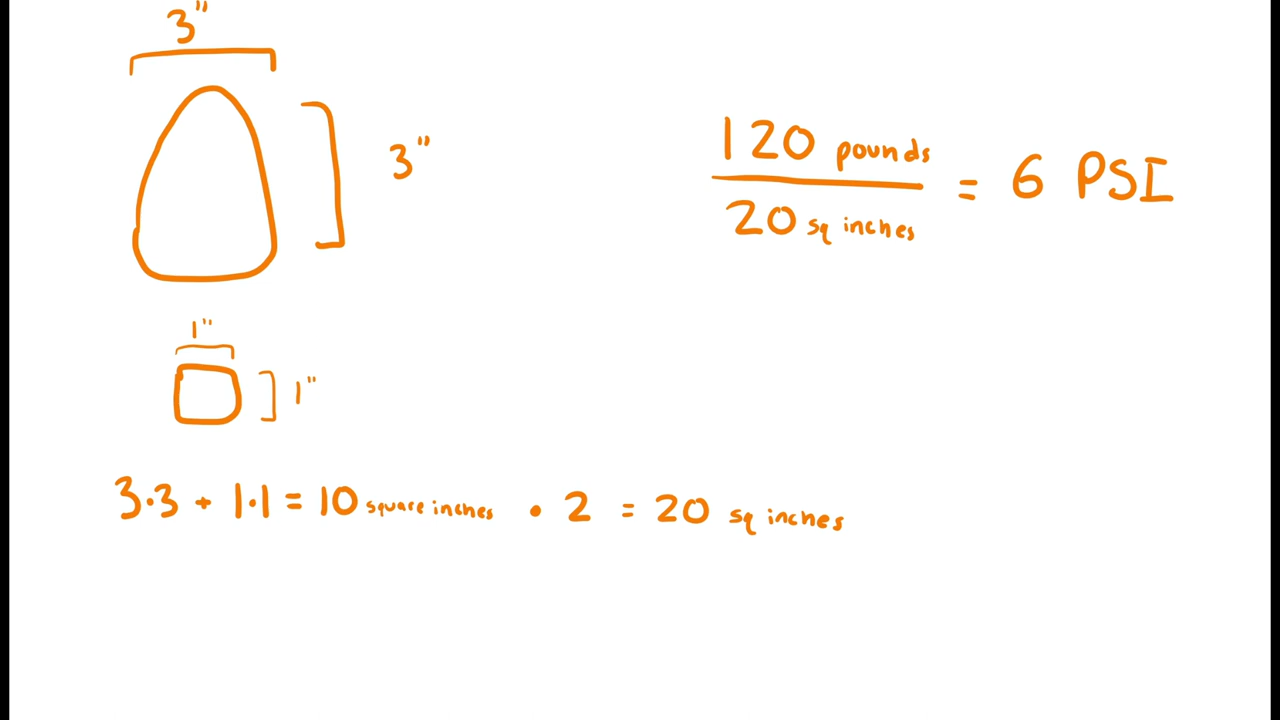 3"
3"
120 pounds
20 sq inches
= 6 PSI
1"
1"
3·3 + 1·1 = 10 square inches · 2 = 20 sq inches